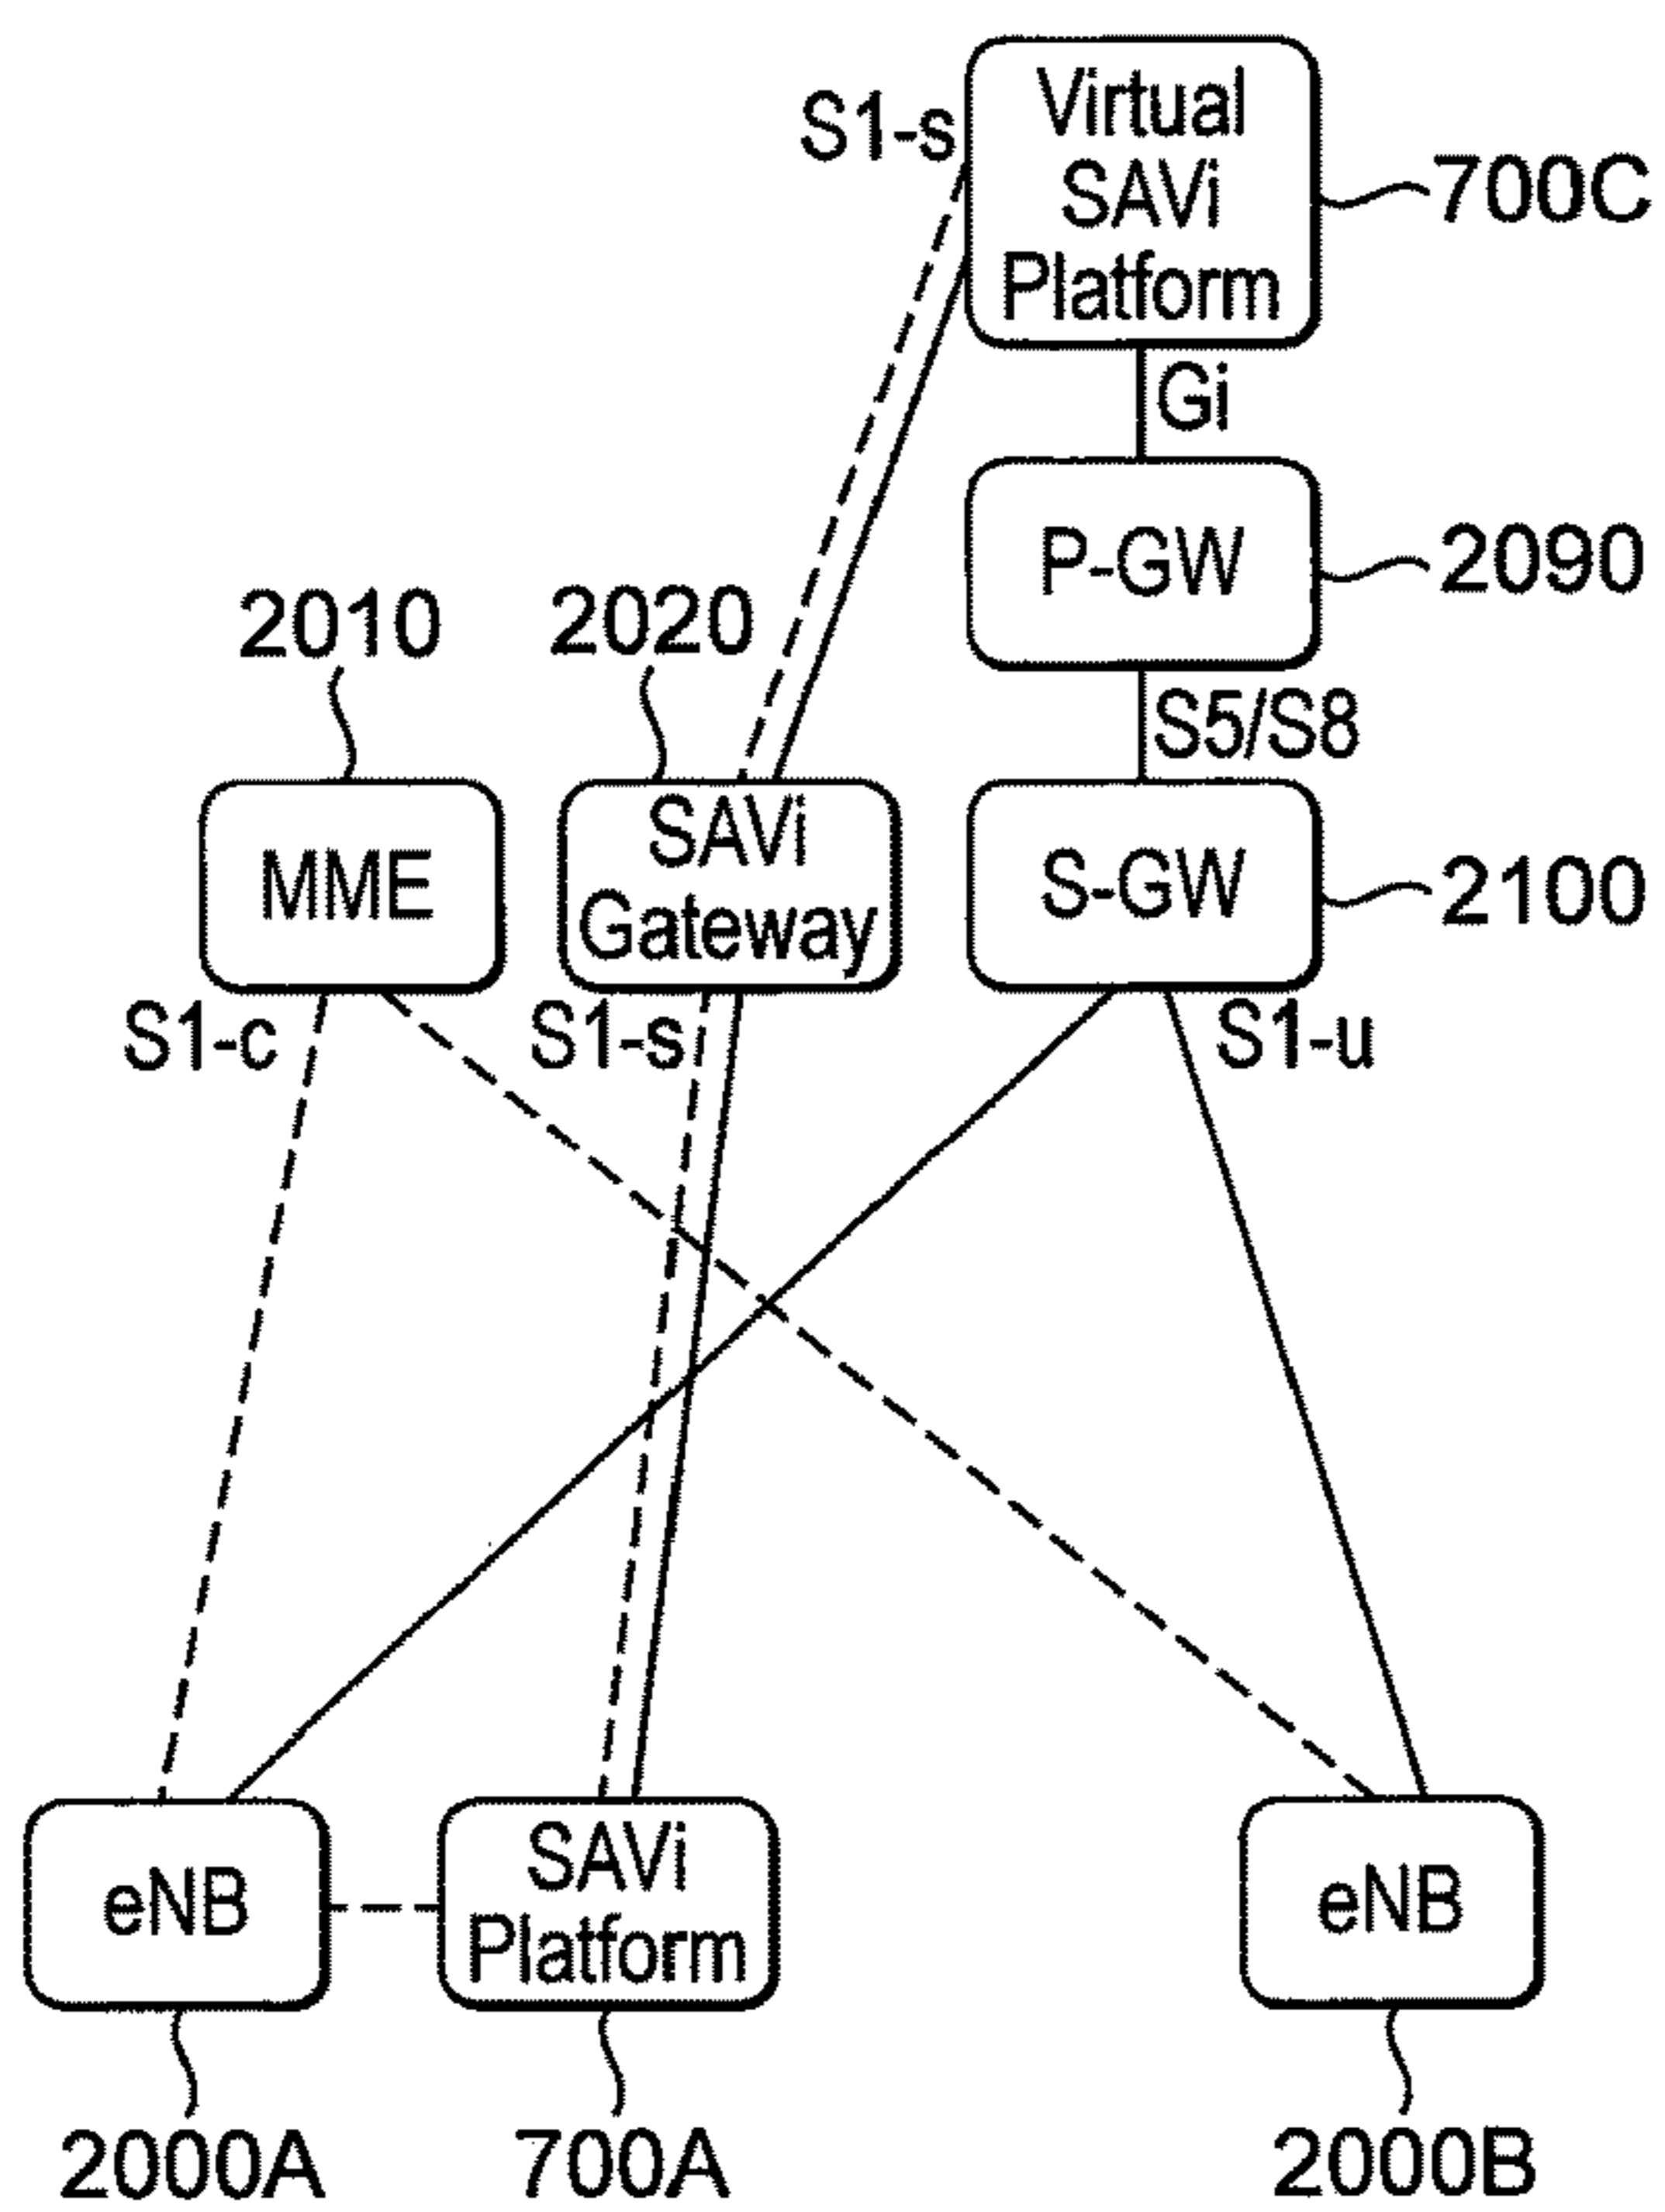 S1-s
Virtual
SAVi
Platform
700C
Gi
P-GW
2090
2010
2020
S5/S8
MME
SAVi
Gateway
S-GW
2100
S1-c
S1-s
S1-u
eNB
SAVi
Platform
eNB
2000A
700A
2000B